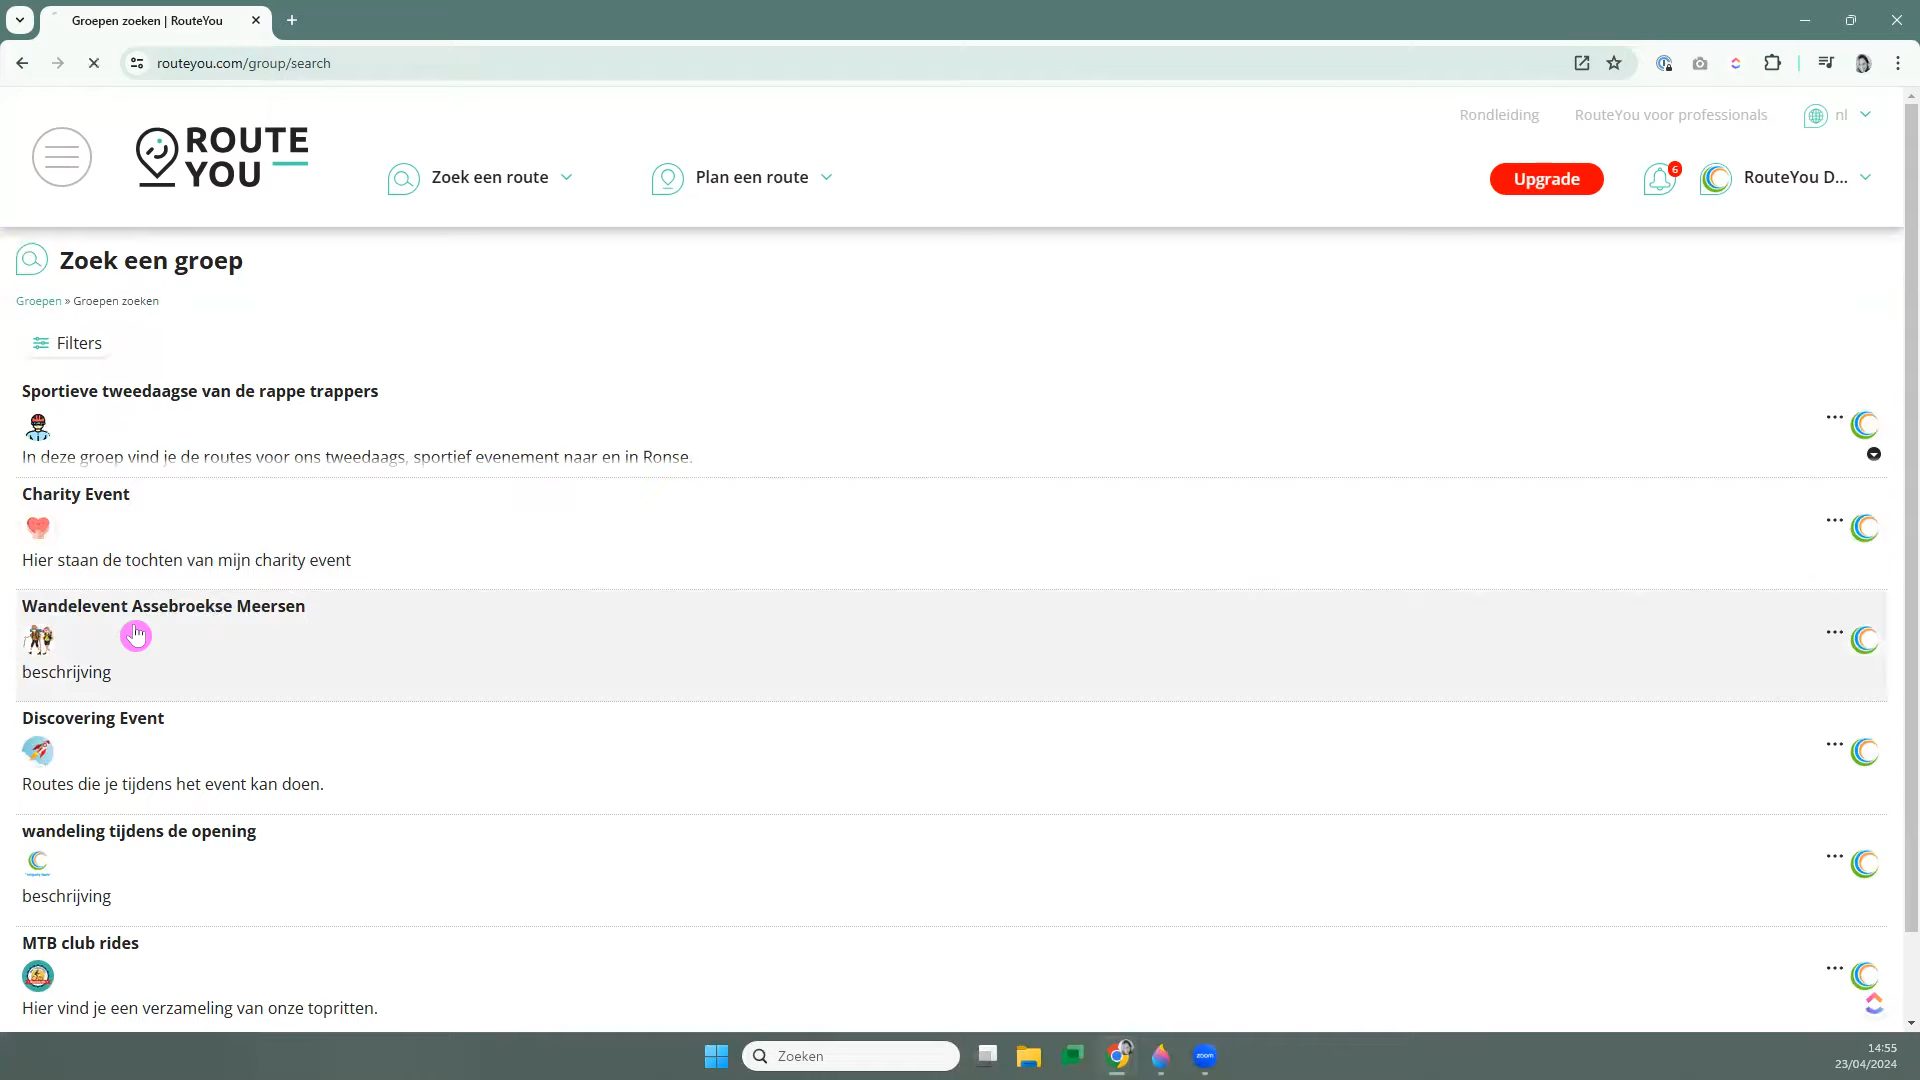 Groepen zoeken | RouteYou
routeyou.com/group/search
Rondleiding
RouteYou voor professionals
nl
ROUTE
YOU
Zoek een route
Plan een route
Upgrade
6
RouteYou D...
Zoek een groep
Groepen » Groepen zoeken
Filters
Sportieve tweedaagse van de rappe trappers
In deze groep vind je de routes voor ons tweedaags, sportief evenement naar en in Ronse.
Charity Event
Hier staan de tochten van mijn charity event
Wandelevent Assebroekse Meersen
beschrijving
Discovering Event
Routes die je tijdens het event kan doen.
wandeling tijdens de opening
beschrijving
MTB club rides
Hier vind je een verzameling van onze topritten.
Zoeken
zoom
14:55
23/04/2024